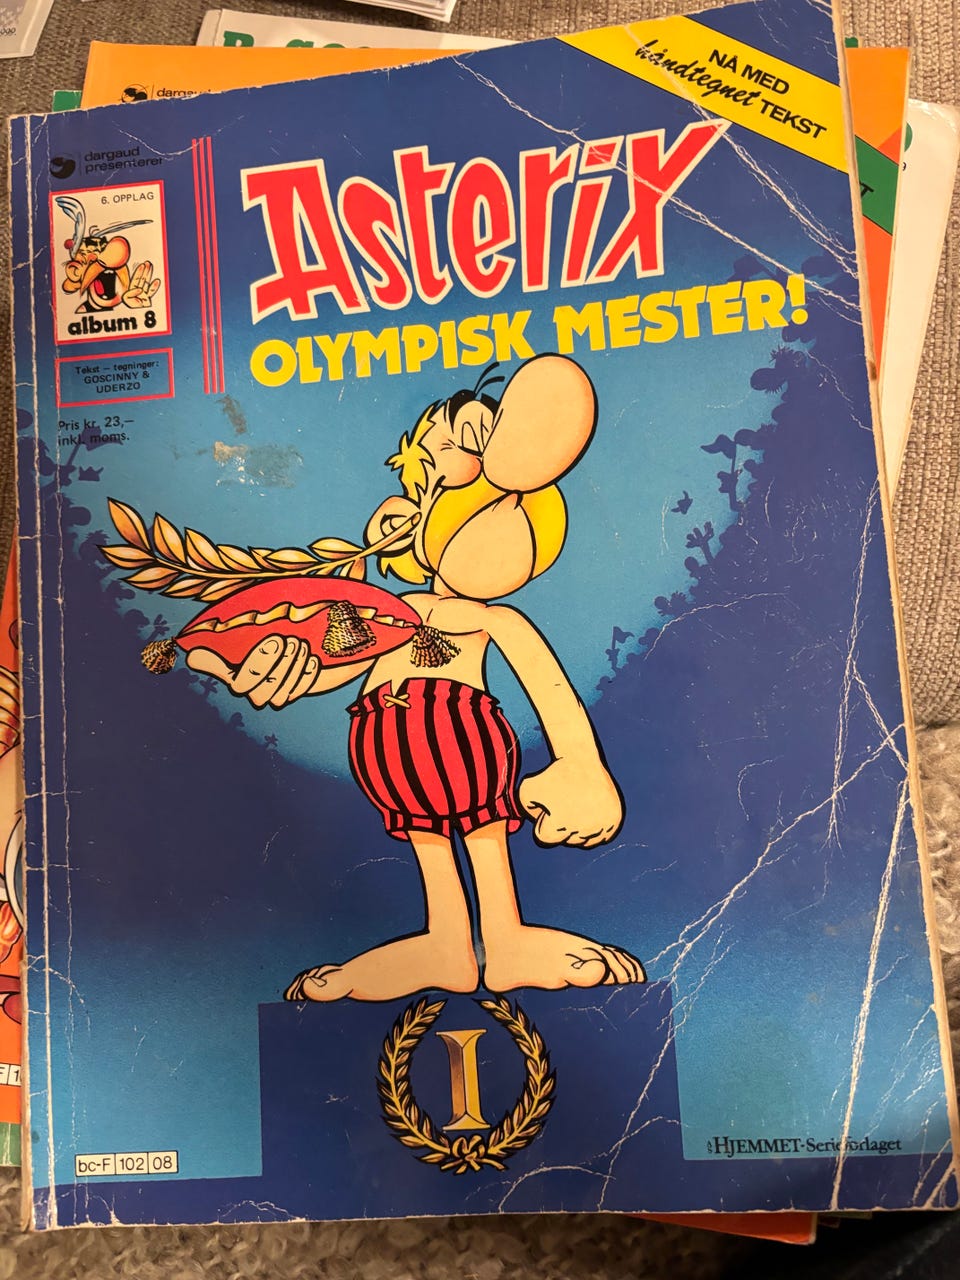 NÅ MED
håndtegnet TEKST
dargaud
presenterer
6. OPPLAG
album 8
Tekst – tegninger:
GOSCINNY &
UDERZO
Pris kr. 23,–
inkl. moms.
Asterix
OLYMPISK MESTER!
I
HJEMMET-Serieforlaget
bc-F 102 08